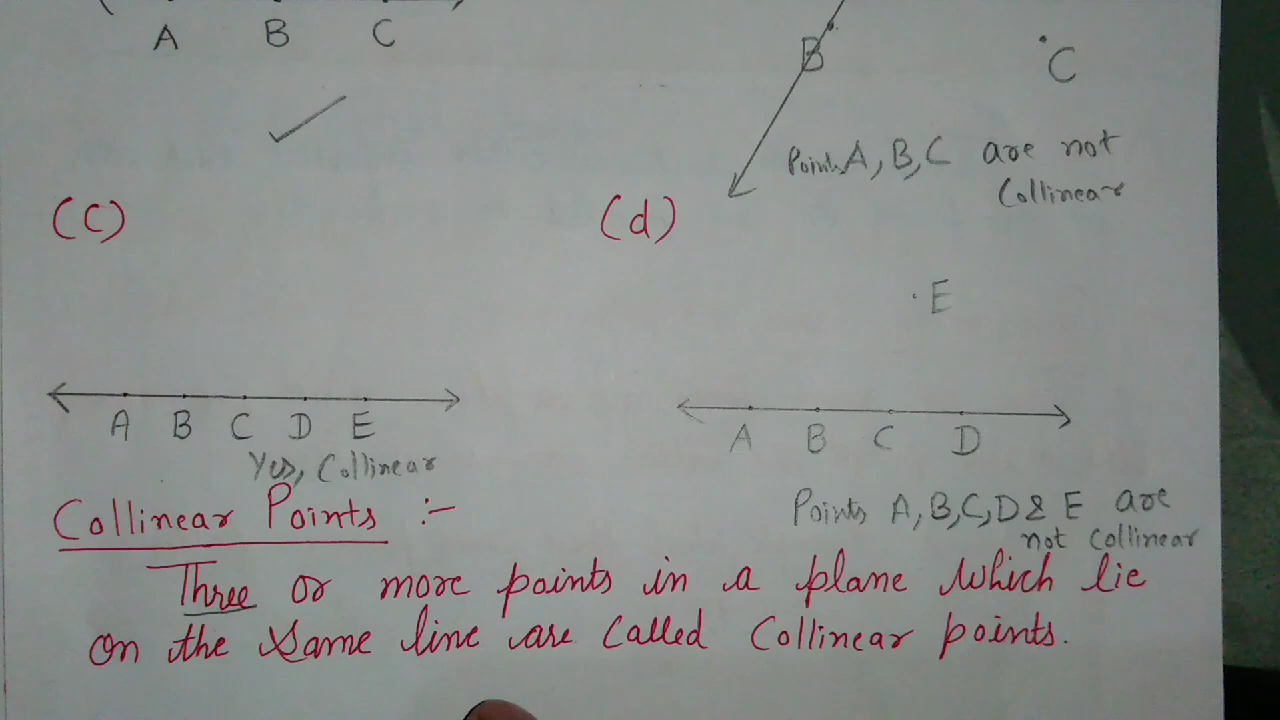 A B C
B
C
Points A, B, C are not
Collinear
(C)
(d)
E
A B C D E
Yes, Collinear
A B C D
Points A, B, C, D & E are
not collinear
Collinear Points :-
Three or more points in a plane which lie
on the same line are called Collinear points.